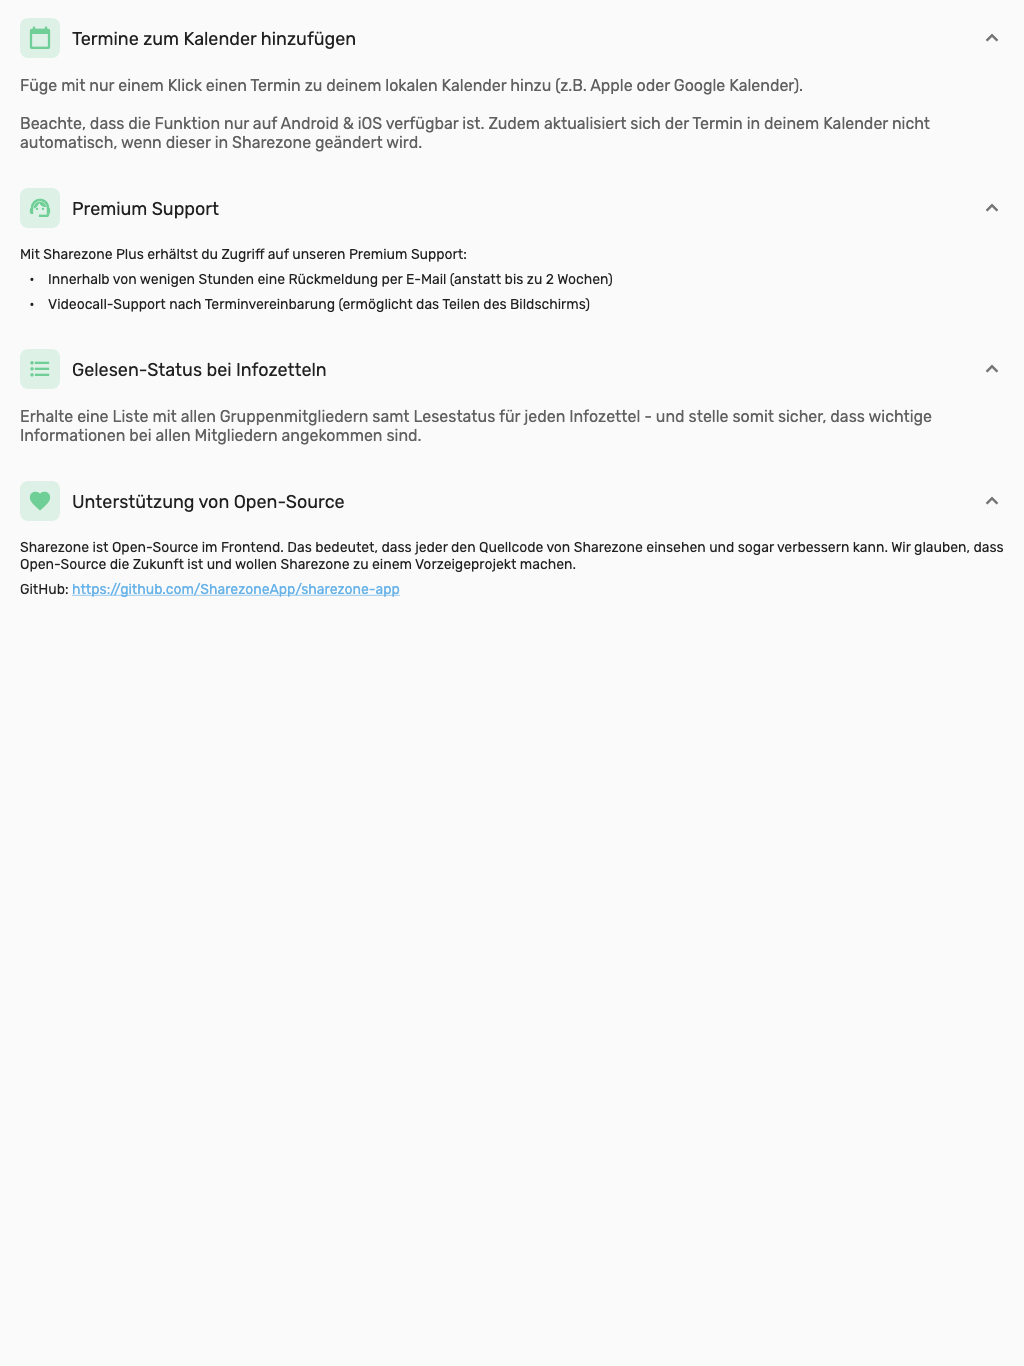 Termine zum Kalender hinzufügen
Füge mit nur einem Klick einen Termin zu deinem lokalen Kalender hinzu (z.B. Apple oder Google Kalender).
Beachte, dass die Funktion nur auf Android & iOS verfügbar ist. Zudem aktualisiert sich der Termin in deinem Kalender nicht
automatisch, wenn dieser in Sharezone geändert wird.
Premium Support
Mit Sharezone Plus erhältst du Zugriff auf unseren Premium Support:
• Innerhalb von wenigen Stunden eine Rückmeldung per E-Mail (anstatt bis zu 2 Wochen)
• Videocall-Support nach Terminvereinbarung (ermöglicht das Teilen des Bildschirms)
Gelesen-Status bei Infozetteln
Erhalte eine Liste mit allen Gruppenmitgliedern samt Lesestatus für jeden Infozettel - und stelle somit sicher, dass wichtige
Informationen bei allen Mitgliedern angekommen sind.
Unterstützung von Open-Source
Sharezone ist Open-Source im Frontend. Das bedeutet, dass jeder den Quellcode von Sharezone einsehen und sogar verbessern kann. Wir glauben, dass
Open-Source die Zukunft ist und wollen Sharezone zu einem Vorzeigeprojekt machen.
GitHub: https://github.com/SharezoneApp/sharezone-app